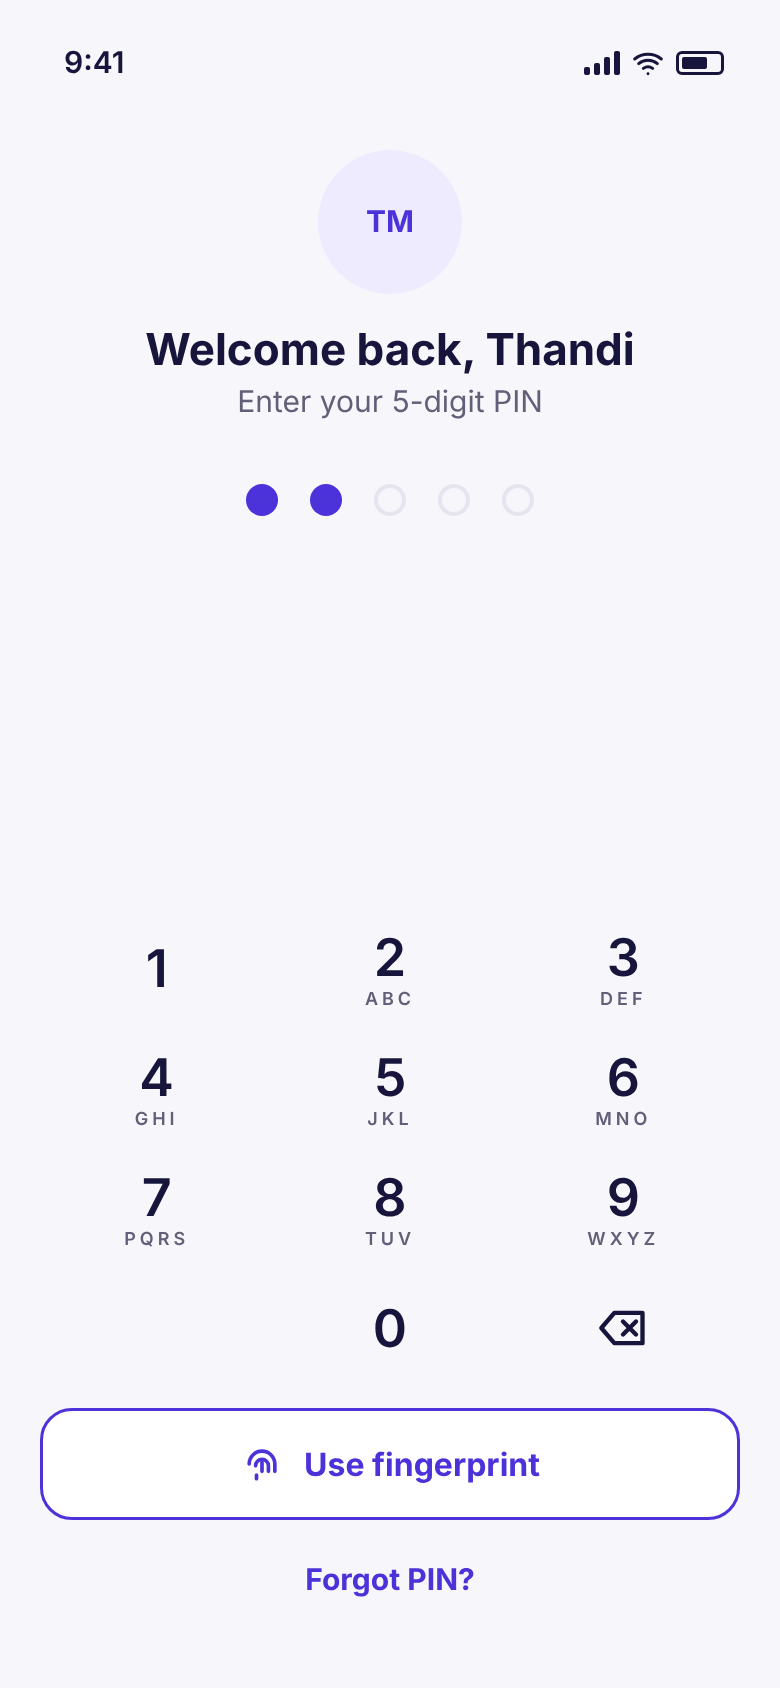 9:41
TM
Welcome back, Thandi
Enter your 5-digit PIN
1 2 3
ABC DEF
4 5 6
GHI JKL MNO
7 8 9
PQRS TUV WXYZ
0
Use fingerprint
Forgot PIN?